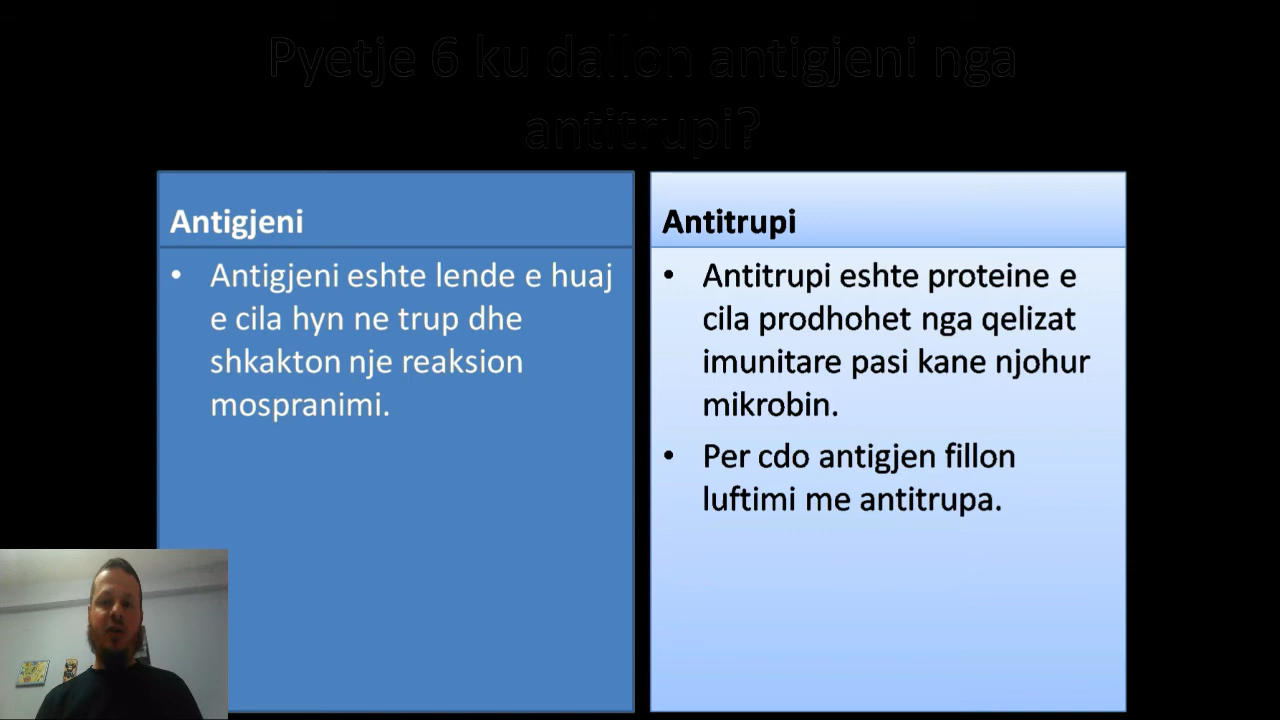 Pyetje 6 ku dallon antigjeni nga
antitrupi?
Antigjeni
• Antigjeni eshte lende e huaj
e cila hyn ne trup dhe
shkakton nje reaksion
mospranimi.
Antitrupi
• Antitrupi eshte proteine e
cila prodhohet nga qelizat
imunitare pasi kane njohur
mikrobin.
• Per cdo antigjen fillon
luftimi me antitrupa.